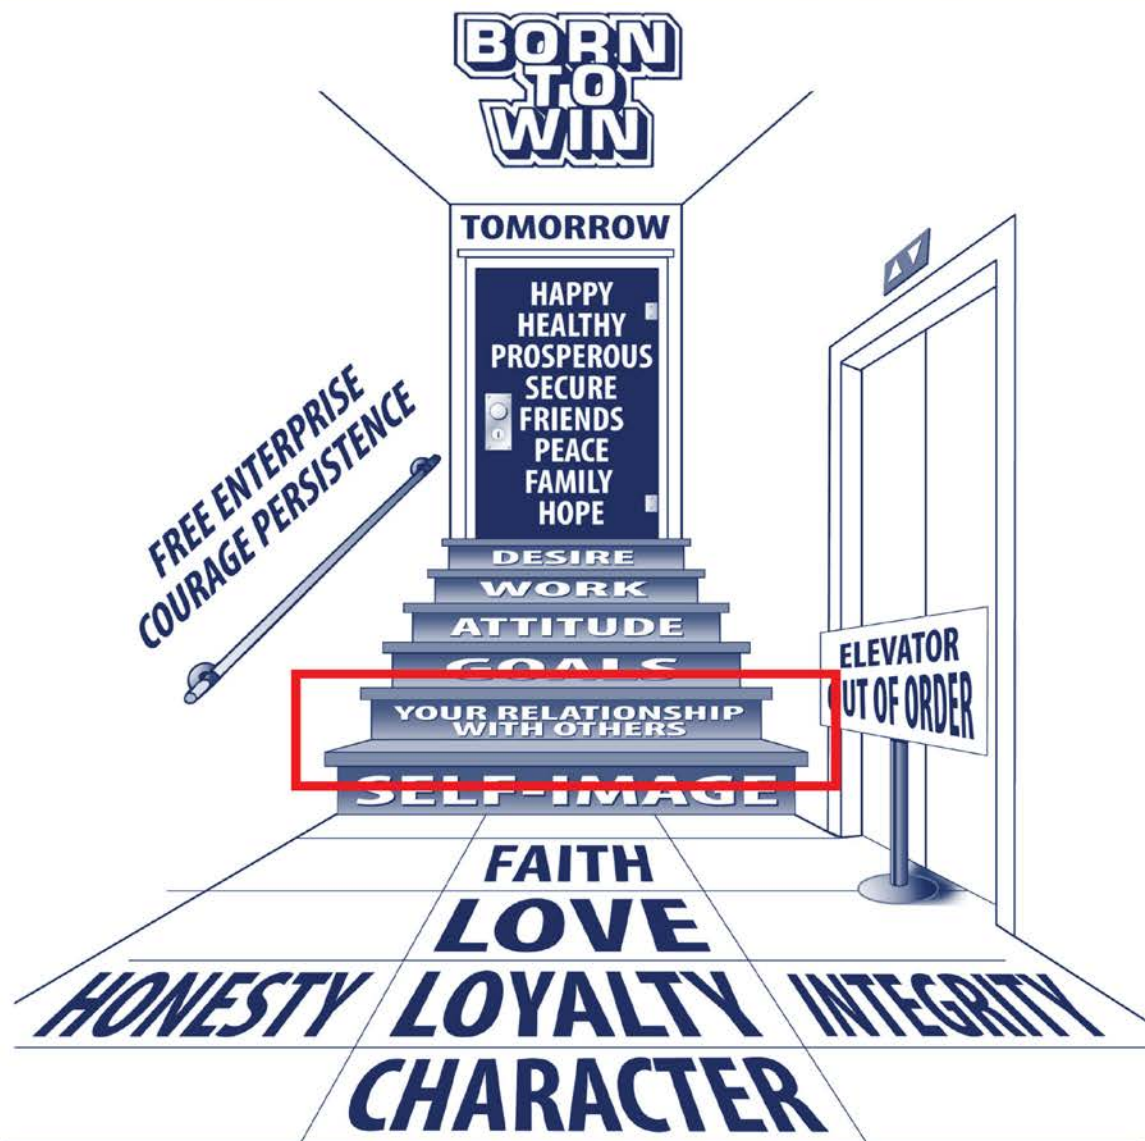 BORN
TO
WIN
TOMORROW
HAPPY
HEALTHY
PROSPEROUS
SECURE
FRIENDS
PEACE
FAMILY
HOPE
FREE ENTERPRISE
COURAGE PERSISTENCE
DESIRE
WORK
ATTITUDE
GOALS
YOUR RELATIONSHIP
WITH OTHERS
SELF-IMAGE
ELEVATOR
OUT OF ORDER
FAITH
LOVE
HONESTY LOYALTY INTEGRITY
CHARACTER